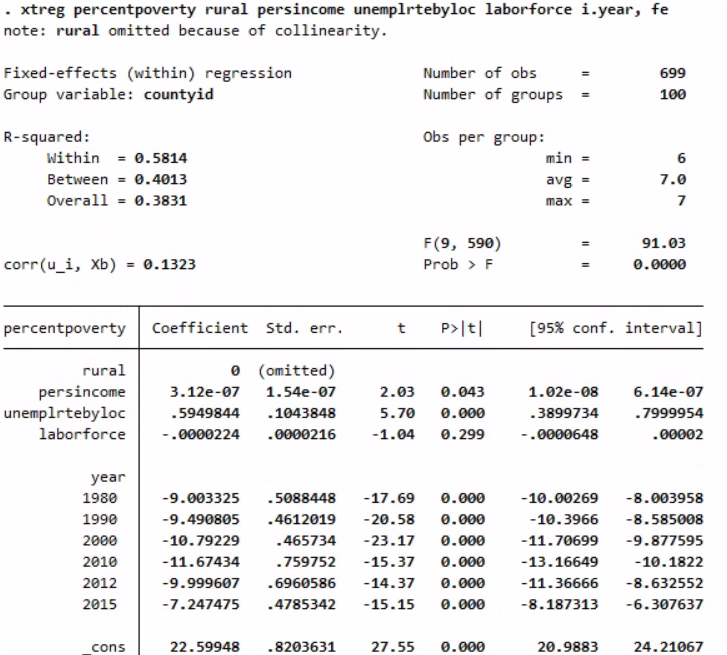 . xtreg percentpoverty rural persincome unemplrtebyloc laborforce i.year, fe
note: rural omitted because of collinearity.
Fixed-effects (within) regression Number of obs = 699
Group variable: countyid Number of groups = 100
R-squared: Obs per group:
Within = 0.5814 min = 6
Between = 0.4013 avg = 7.0
Overall = 0.3831 max = 7
F(9, 590) = 91.03
corr(u_i, Xb) = 0.1323 Prob > F = 0.0000
percentpoverty Coefficient Std. err. t P>|t| [95% conf. interval]
rural 0 (omitted)
persincome 3.12e-07 1.54e-07 2.03 0.043 1.02e-08 6.14e-07
unemplrtebyloc .5949844 .1043848 5.70 0.000 .3899734 .7999954
laborforce -.0000224 .0000216 -1.04 0.299 -.0000648 .00002
year
1980 -9.003325 .5088448 -17.69 0.000 -10.00269 -8.003958
1990 -9.490805 .4612019 -20.58 0.000 -10.3966 -8.585008
2000 -10.79229 .465734 -23.17 0.000 -11.70699 -9.877595
2010 -11.67434 .759752 -15.37 0.000 -13.16649 -10.1822
2012 -9.999607 .6960586 -14.37 0.000 -11.36666 -8.632552
2015 -7.247475 .4785342 -15.15 0.000 -8.187313 -6.307637
_cons 22.59948 .8203631 27.55 0.000 20.9883 24.21067